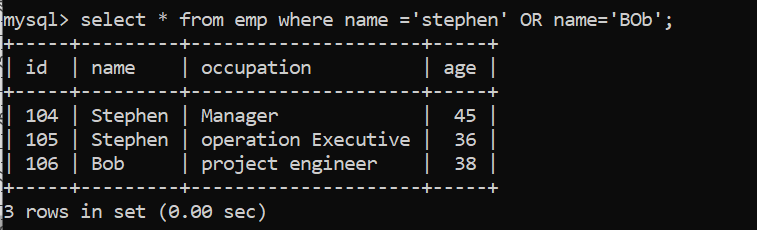 mysql> select * from emp where name ='stephen' OR name='BOb';
+-----+---------+---------------------+-----+
| id  | name    | occupation          | age |
+-----+---------+---------------------+-----+
| 104 | Stephen | Manager             |  45 |
| 105 | Stephen | operation Executive |  36 |
| 106 | Bob     | project engineer    |  38 |
+-----+---------+---------------------+-----+
3 rows in set (0.00 sec)